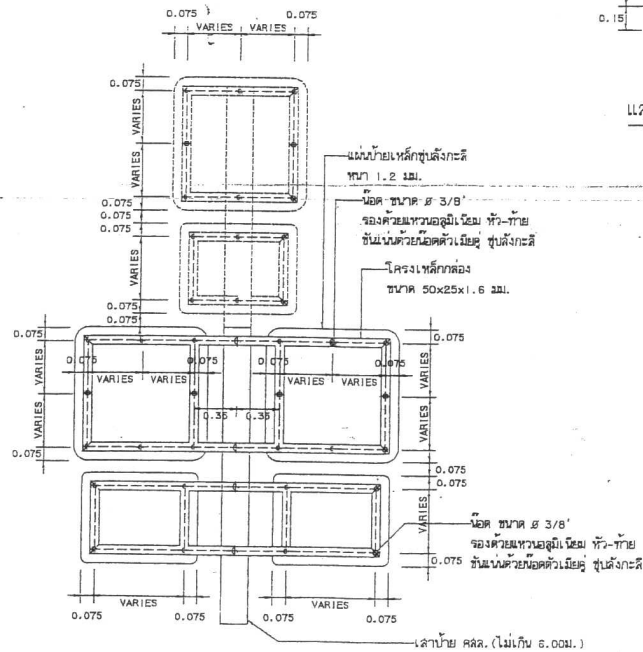 0.075 0.075
VARIES VARIES
0.15
0.075
VARIES
VARIES
0.075
0.075
0.075
VARIES
0.075
0.075
แผ่นป้ายเหล็กชุบสังกะสี
หนา 1.2 มม.
น๊อต ขนาด ø 3/8'
รองด้วยแหวนอลูมิเนียม หัว-ท้าย
ขันแน่นด้วยน๊อตตัวเมียคู่ ชุบสังกะสี
โครงเหล็กกล่อง
ขนาด 50x25x1.6 มม.
0.075 0.075
0.075 0.075 0.075 0.075
VARIES VARIES VARIES VARIES
VARIES VARIES
VARIES VARIES
0.35 0.35
0.075 0.075
0.075
VARIES
0.075
น๊อต ขนาด ø 3/8'
รองด้วยแหวนอลูมิเนียม หัว-ท้าย
ขันแน่นด้วยน๊อตตัวเมียคู่ ชุบสังกะสี
VARIES VARIES
0.075 0.075 0.075 0.075
เสาป้าย คสล. (ไม่เกิน 6.00ม.)